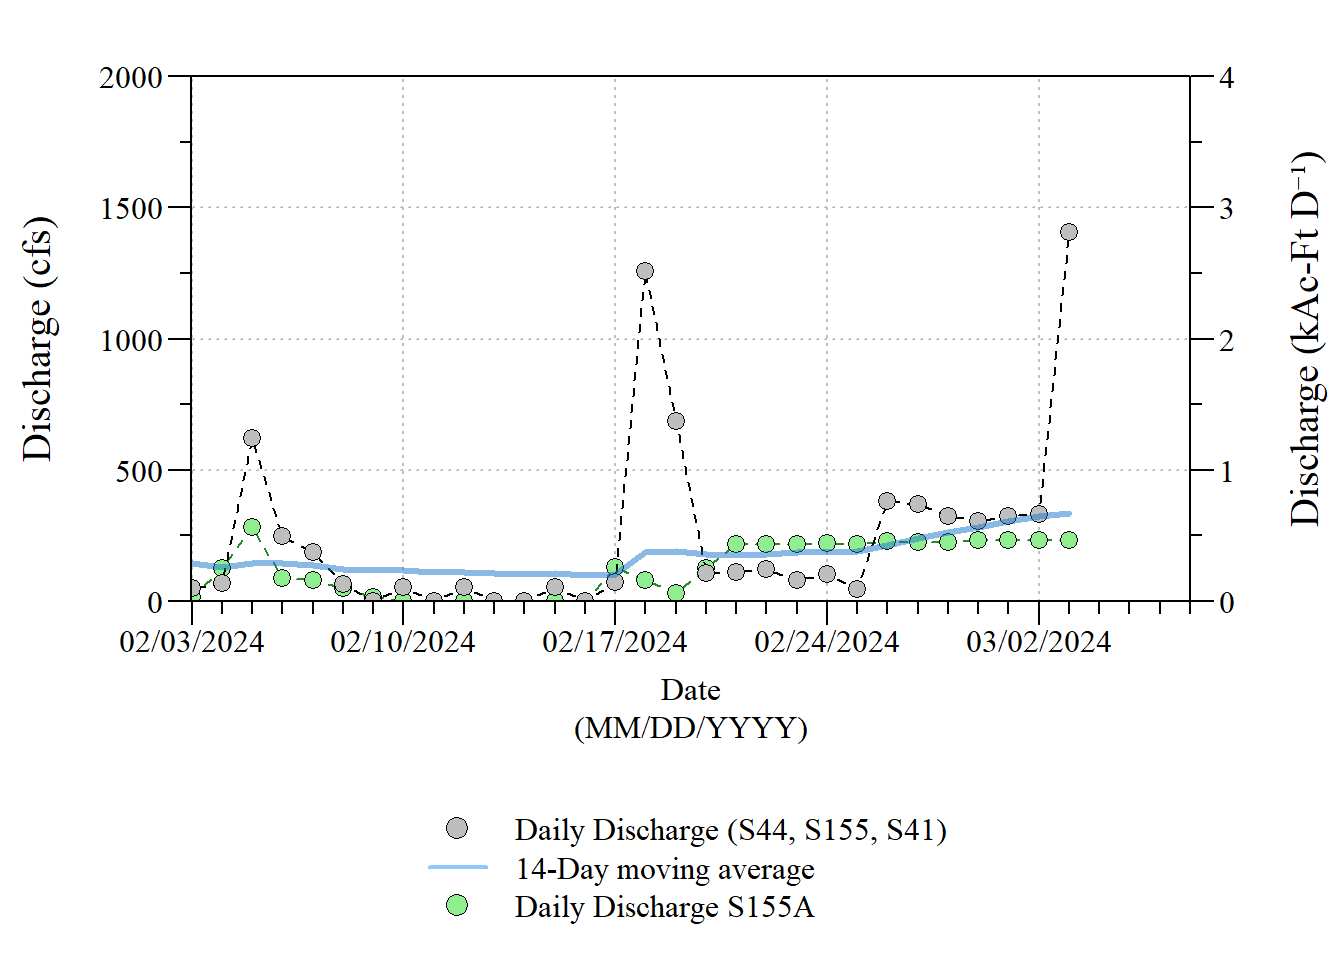 2000
1500
1000
500
0
Discharge (cfs)
4
3
2
1
0
Discharge (kAc-Ft D⁻¹)
02/03/2024 02/10/2024 02/17/2024 02/24/2024 03/02/2024
Date
(MM/DD/YYYY)
Daily Discharge (S44, S155, S41)
14-Day moving average
Daily Discharge S155A